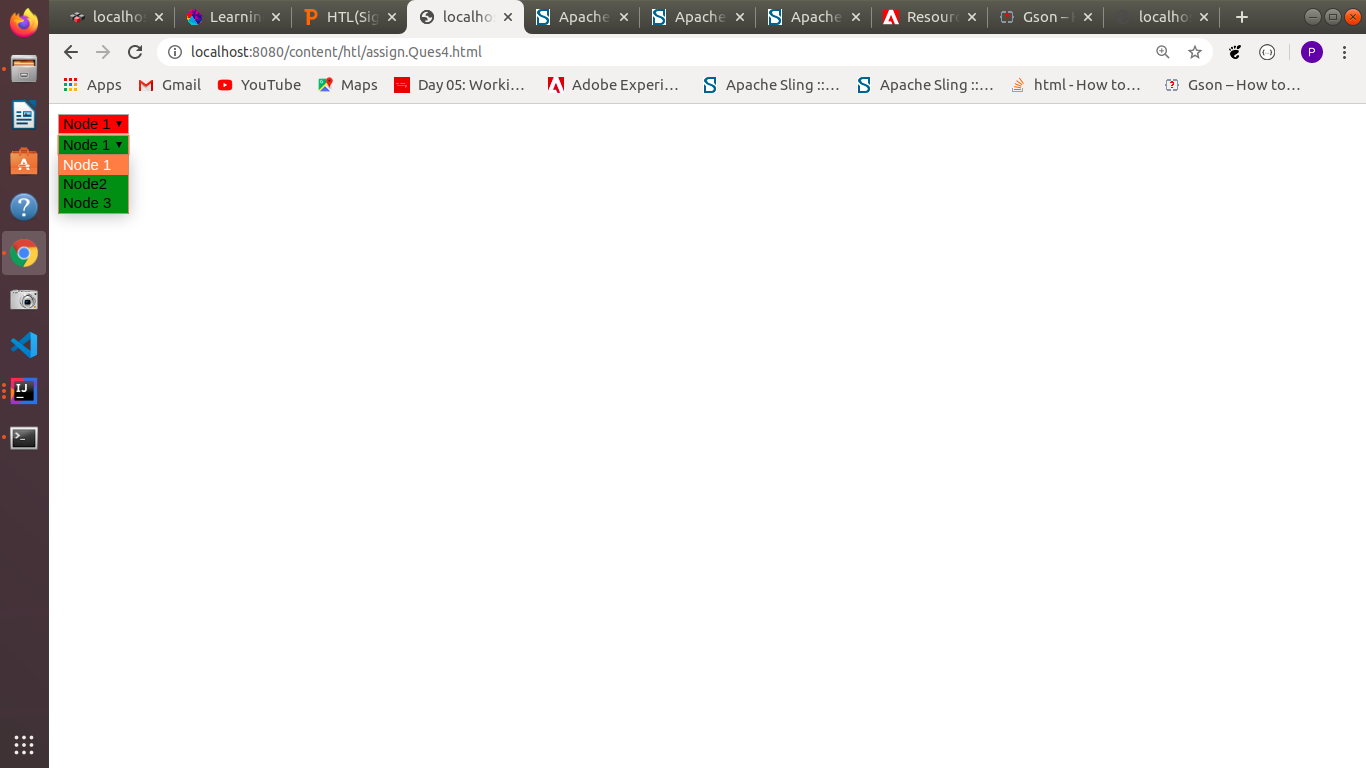 localhos Learnin HTL(Sig localhos Apache Apache Apache Resourc Gson – H localhos
localhost:8080/content/htl/assign.Ques4.html P
Apps Gmail YouTube Maps Day 05: Worki… Adobe Experi… Apache Sling ::… Apache Sling ::… html - How to… Gson – How to…
Node 1
Node 1
Node 1
Node2
Node 3